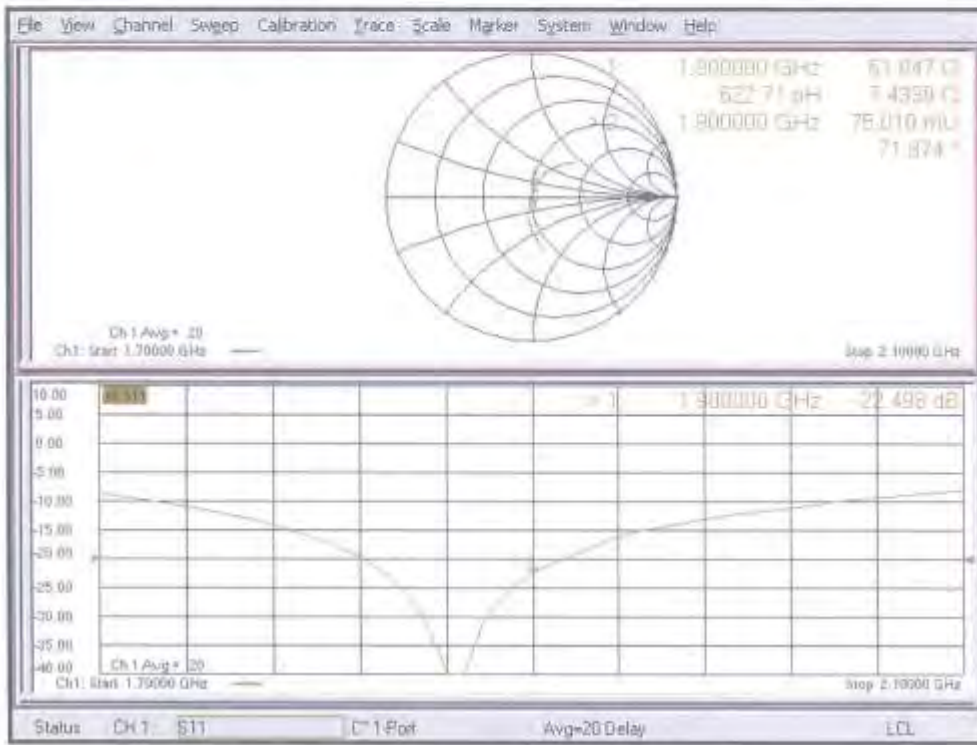 File View Channel Sweep Calibration Trace Scale Marker System Window Help
1.900000 GHz
622.71 pH 7.4339 Ω
1.900000 GHz 75.010 mU
71.874 °
Ch 1 Avg = 20
Ch1: Start 1.70000 GHz
Stop 2.10000 GHz
10.00
5.00
0.00
-5.00
-10.00
-15.00
-20.00
-25.00
-30.00
-35.00
-40.00
> 1 1.900000 GHz -22.498 dB
Ch 1 Avg = 20
Ch1: Start 1.70000 GHz
Stop 2.10000 GHz
Status CH 1: S11 C* 1-Port Avg=20 Delay LCL